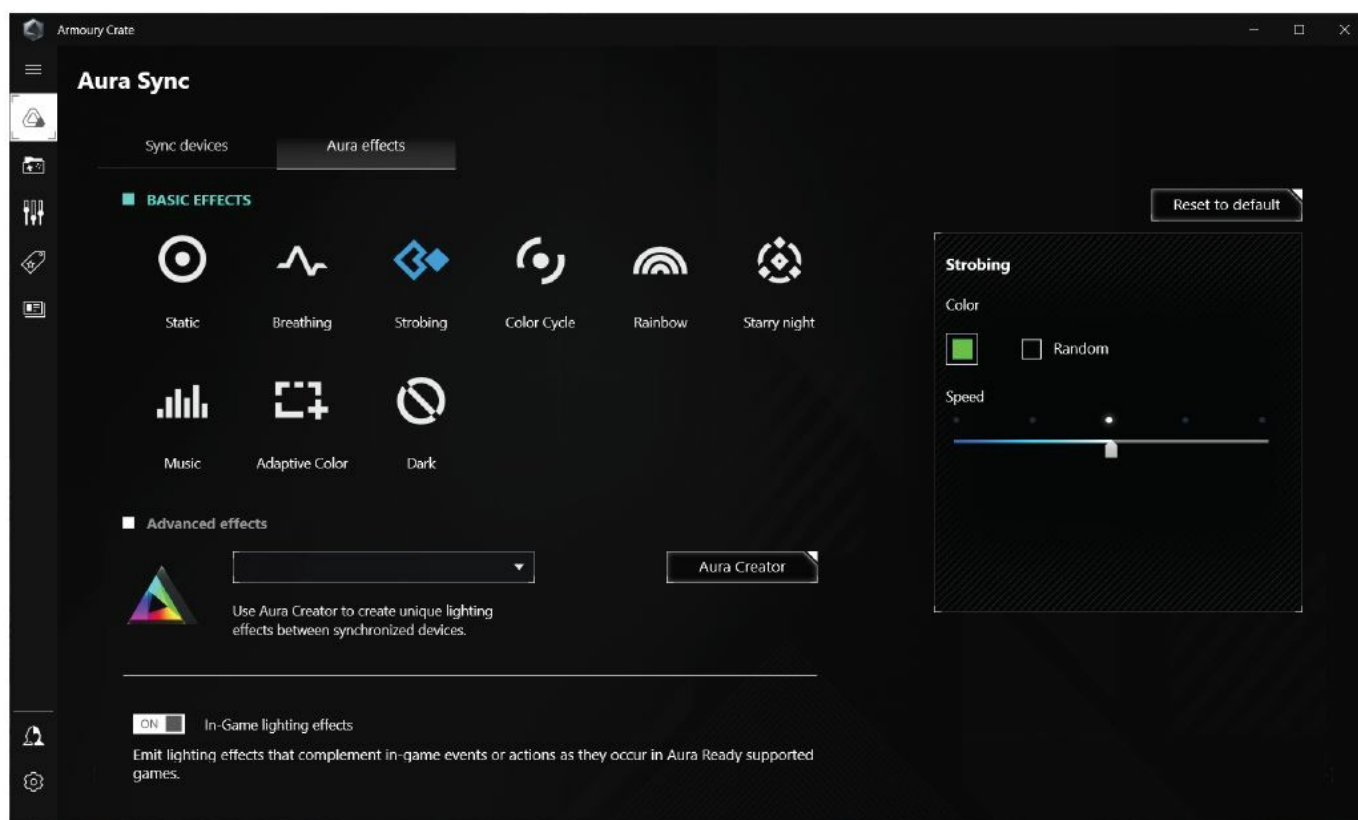 Armoury Crate
Aura Sync
Sync devices
Aura effects
BASIC EFFECTS
Reset to default
Static
Breathing
Strobing
Color Cycle
Rainbow
Starry night
Music
Adaptive Color
Dark
Strobing
Color
Random
Speed
Advanced effects
Aura Creator
Use Aura Creator to create unique lighting
effects between synchronized devices.
ON
In-Game lighting effects
Emit lighting effects that complement in-game events or actions as they occur in Aura Ready supported
games.